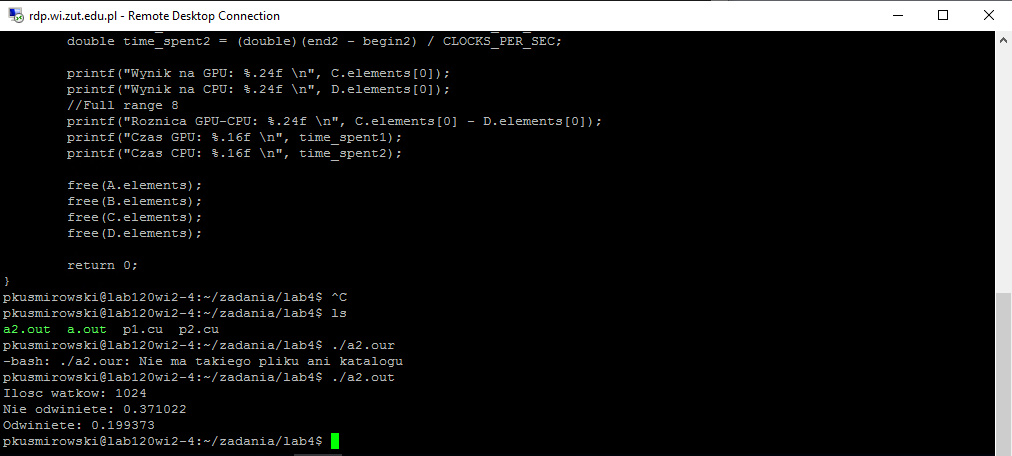 rdp.wi.zut.edu.pl - Remote Desktop Connection
double time_spent2 = (double)(end2 - begin2) / CLOCKS_PER_SEC;
printf("Wynik na GPU: %.24f \n", C.elements[0]);
printf("Wynik na CPU: %.24f \n", D.elements[0]);
//Full range 8
printf("Roznica GPU-CPU: %.24f \n", C.elements[0] - D.elements[0]);
printf("Czas GPU: %.16f \n", time_spent1);
printf("Czas CPU: %.16f \n", time_spent2);
free(A.elements);
free(B.elements);
free(C.elements);
free(D.elements);
return 0;
}
pkusmirowski@lab120wi2-4:~/zadania/lab4$ ^C
pkusmirowski@lab120wi2-4:~/zadania/lab4$ ls
a2.out  a.out  p1.cu  p2.cu
pkusmirowski@lab120wi2-4:~/zadania/lab4$ ./a2.our
-bash: ./a2.our: Nie ma takiego pliku ani katalogu
pkusmirowski@lab120wi2-4:~/zadania/lab4$ ./a2.out
Ilosc watkow: 1024
Nie odwiniete: 0.371022
Odwiniete: 0.199373
pkusmirowski@lab120wi2-4:~/zadania/lab4$